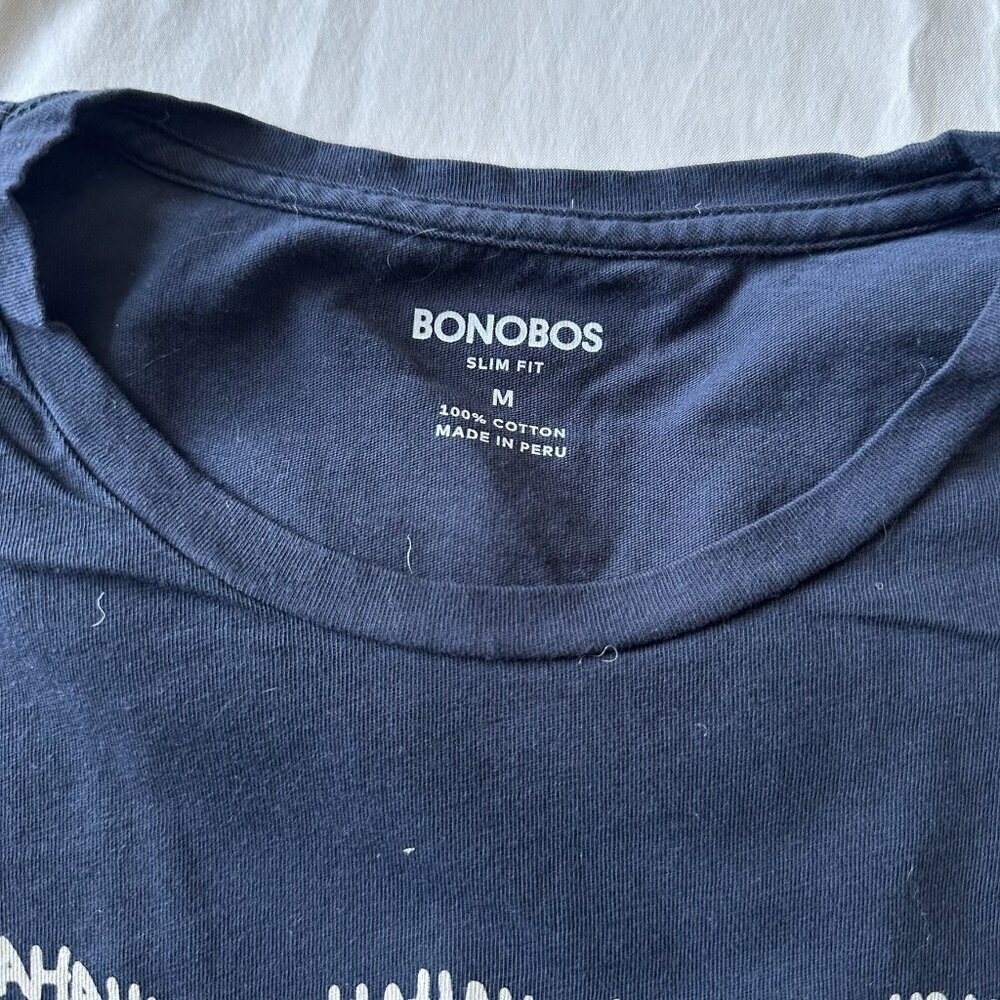 BONOBOS
SLIM FIT
M
100% COTTON
MADE IN PERU